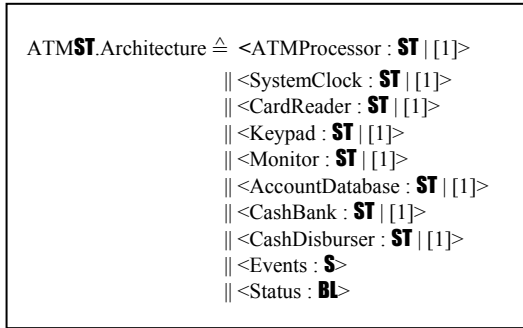 ATMST.Architecture ≙ <ATMProcessor : ST | [1]>
|| <SystemClock : ST | [1]>
|| <CardReader : ST | [1]>
|| <Keypad : ST | [1]>
|| <Monitor : ST | [1]>
|| <AccountDatabase : ST | [1]>
|| <CashBank : ST | [1]>
|| <CashDisburser : ST | [1]>
|| <Events : S>
|| <Status : BL>